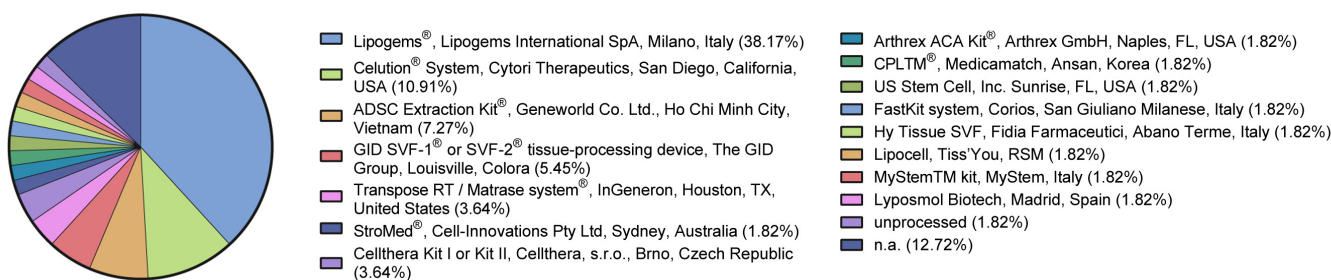 Lipogems®, Lipogems International SpA, Milano, Italy (38.17%)
Celution® System, Cytori Therapeutics, San Diego, California,
USA (10.91%)
ADSC Extraction Kit®, Geneworld Co. Ltd., Ho Chi Minh City,
Vietnam (7.27%)
GID SVF-1® or SVF-2® tissue-processing device, The GID
Group, Louisville, Colora (5.45%)
Transpose RT / Matrase system®, InGeneron, Houston, TX,
United States (3.64%)
StroMed®, Cell-Innovations Pty Ltd, Sydney, Australia (1.82%)
Cellthera Kit I or Kit II, Cellthera, s.r.o., Brno, Czech Republic
(3.64%)
Arthrex ACA Kit®, Arthrex GmbH, Naples, FL, USA (1.82%)
CPLTM®, Medicamatch, Ansan, Korea (1.82%)
US Stem Cell, Inc. Sunrise, FL, USA (1.82%)
FastKit system, Corios, San Giuliano Milanese, Italy (1.82%)
Hy Tissue SVF, Fidia Farmaceutici, Abano Terme, Italy (1.82%)
Lipocell, Tiss'You, RSM (1.82%)
MyStemTM kit, MyStem, Italy (1.82%)
Lyposmol Biotech, Madrid, Spain (1.82%)
unprocessed (1.82%)
n.a. (12.72%)